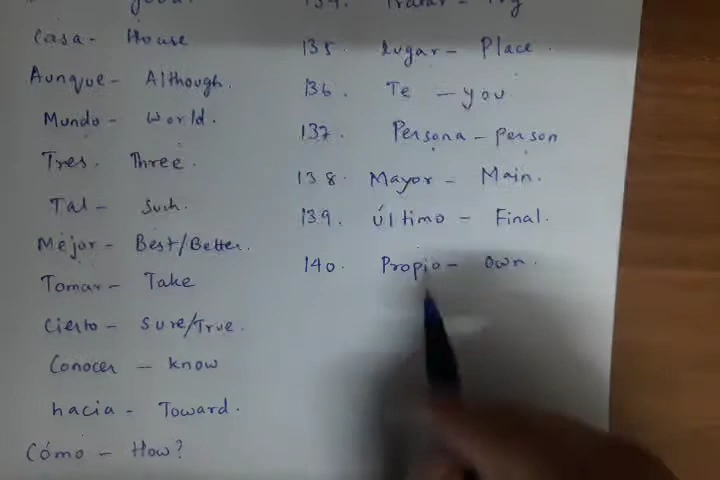 Casa - House
Aunque - Although.
Mundo - World.
Tres. Three.
Tal - Such.
Mejor - Best/Better.
Tomar - Take
Cierto - Sure/True.
Conocer - Know
hacia - Toward.
Cómo - How?
135. Lugar - Place.
136. Te - you
137. Persona - person
138. Mayor - Main.
139. Último - Final.
140. Propio - Own.